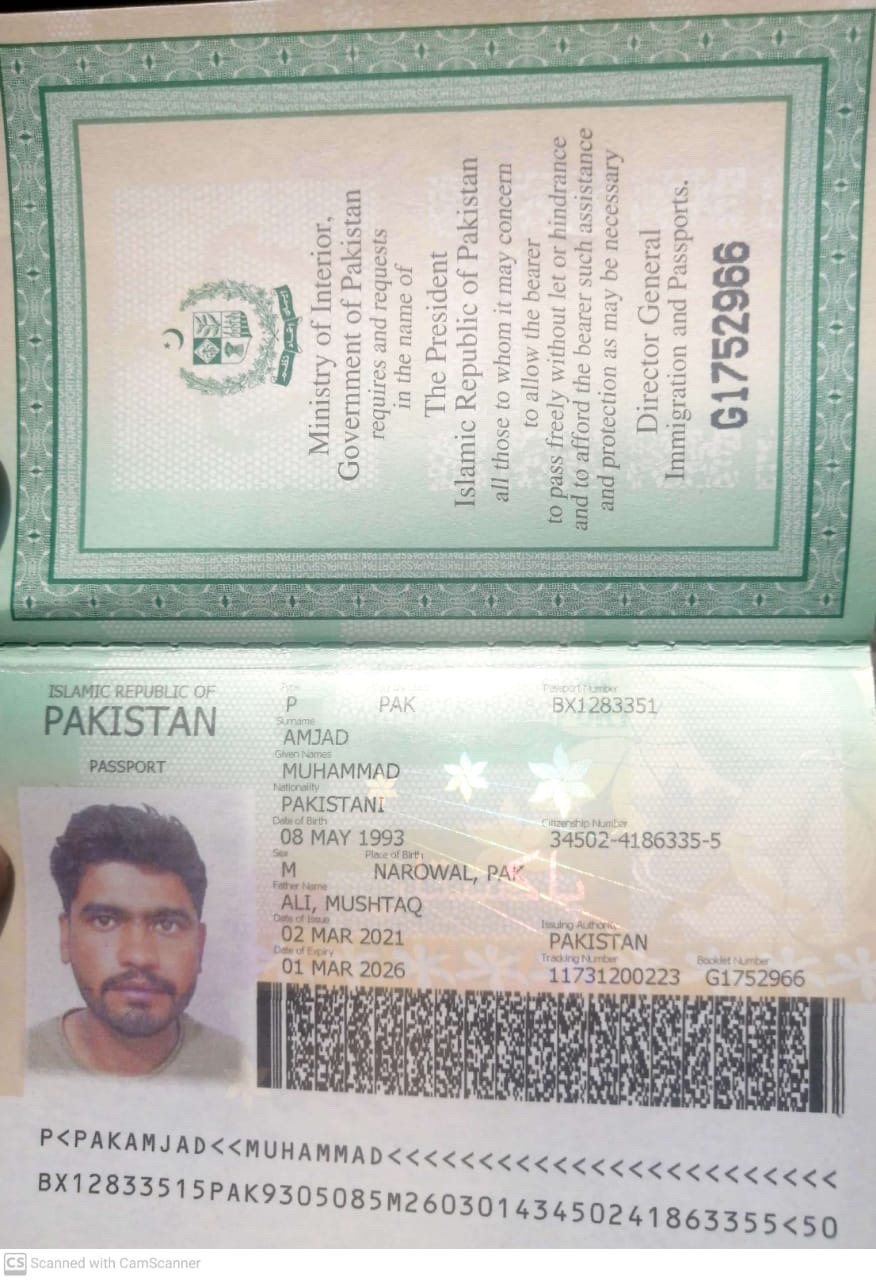 Ministry of Interior,
Government of Pakistan
requires and requests
in the name of
The President
Islamic Republic of Pakistan
all those to whom it may concern
to allow the bearer
to pass freely without let or hindrance
and to afford the bearer such assistance
and protection as may be necessary
Director General
Immigration and Passports.
G1752966
ISLAMIC REPUBLIC OF
PAKISTAN
PASSPORT
Type
Passport Number
P PAK BX1283351
Surname
AMJAD
Given Names
MUHAMMAD
Nationality
PAKISTANI
Date of Birth Citizenship Number
08 MAY 1993 34502-4186335-5
Sex Place of Birth
M NAROWAL, PAK
Father Name
ALI, MUSHTAQ
Date of Issue Issuing Authority
02 MAR 2021 PAKISTAN
Date of Expiry Tracking Number Booklet Number
01 MAR 2026 11731200223 G1752966
P<PAKAMJAD<<MUHAMMAD<<<<<<<<<<<<<<<<<<<<<<<<
BX12833515PAK9305085M26030143450241863355<50
CS Scanned with CamScanner